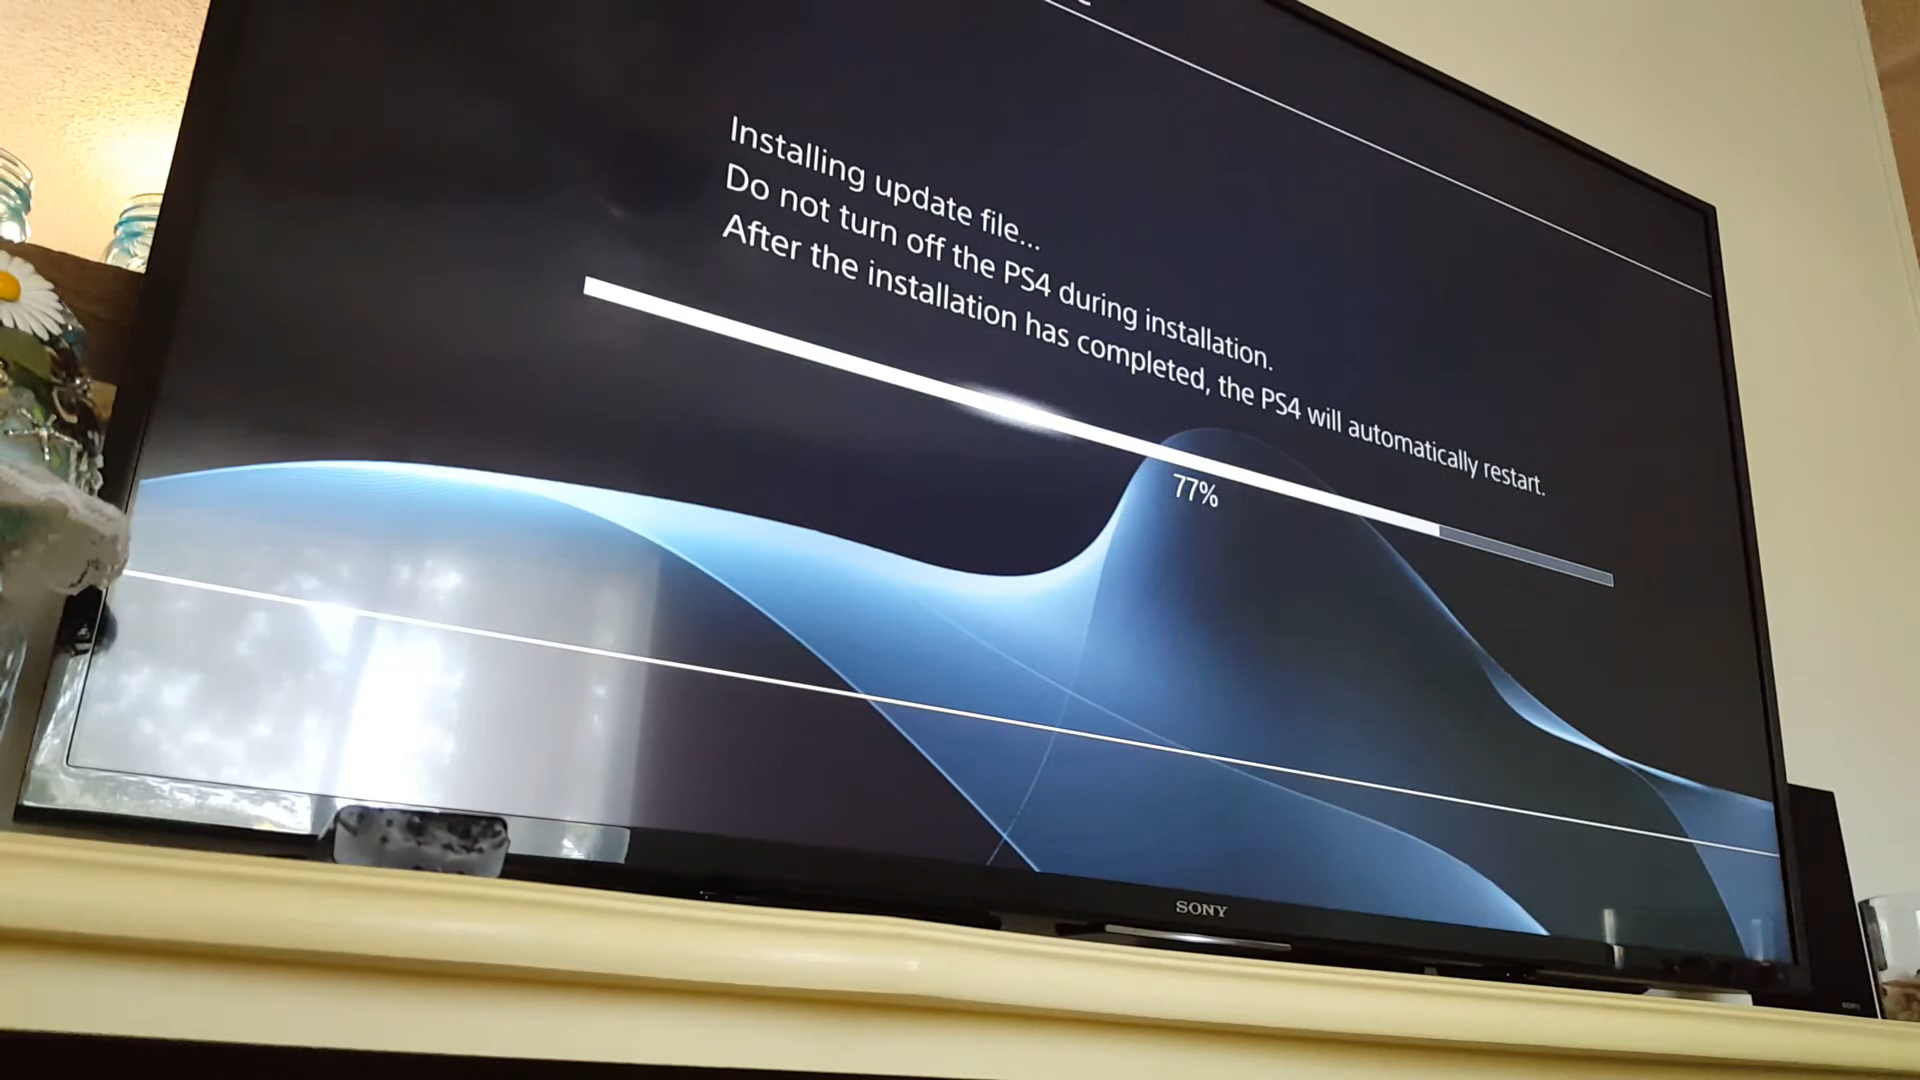 Installing update file...
Do not turn off the PS4 during installation.
After the installation has completed, the PS4 will automatically restart.
77%
SONY
SONY